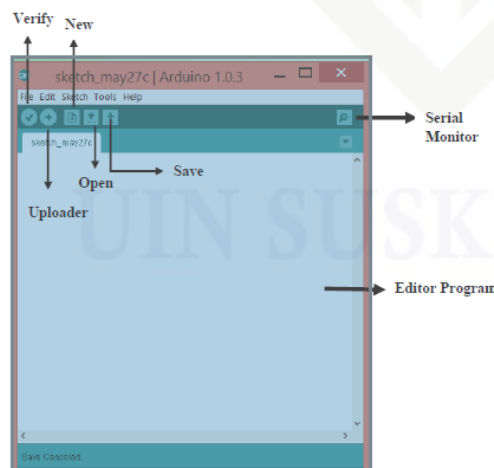 Verify New
sketch_may27c | Arduino 1.0.3
File Edit Sketch Tools Help
Serial
Monitor
sketch_may27c
Save
Open
Uploader
UIN SUSK
Editor Program
Save Canceled.